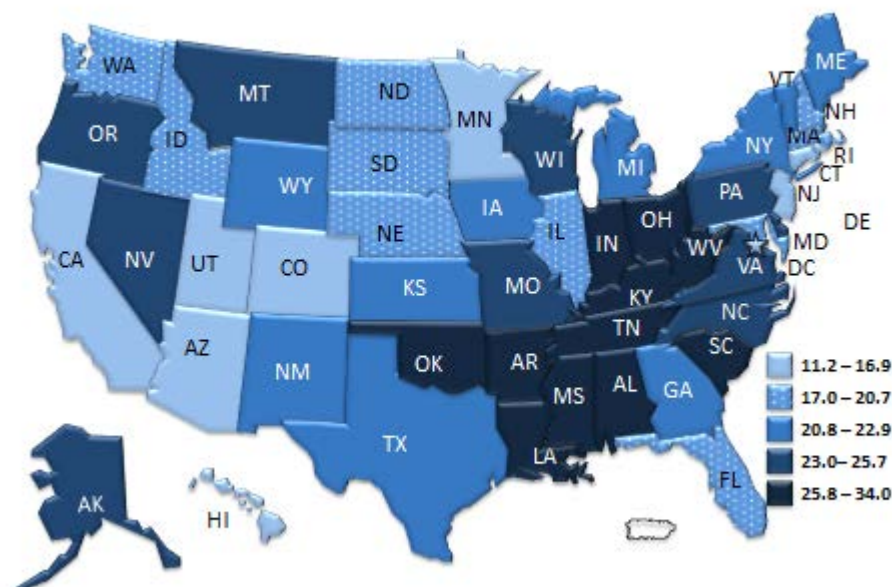 WA
MT
ND
MN
ME
VT
NH
OR
ID
SD
WI
NY
MA
RI
CT
MI
WY
IA
PA
NJ
NE
IL
IN
OH
DE
CA
NV
UT
CO
KS
MO
WV
VA
MD
DC
KY
NC
TN
AZ
NM
OK
AR
SC
MS
AL
GA
TX
LA
FL
AK
HI
11.2 – 16.9
17.0 – 20.7
20.8 – 22.9
23.0– 25.7
25.8 – 34.0